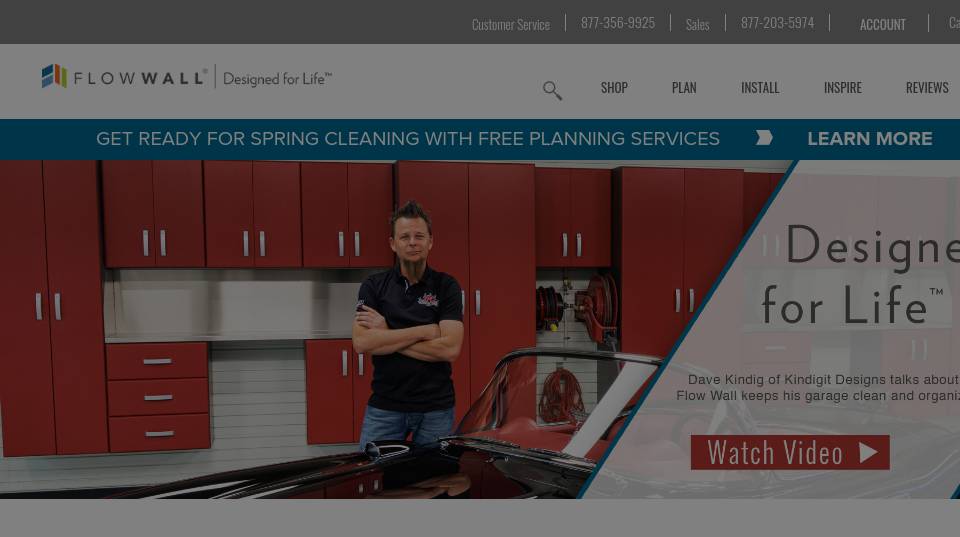 Customer Service 877-356-9925 Sales 877-203-5974 ACCOUNT Ca
FLOWWALL® Designed for Life™
SHOP PLAN INSTALL INSPIRE REVIEWS
GET READY FOR SPRING CLEANING WITH FREE PLANNING SERVICES LEARN MORE
Designe
for Life™
Dave Kindig of Kindigit Designs talks about
Flow Wall keeps his garage clean and organiz
Watch Video